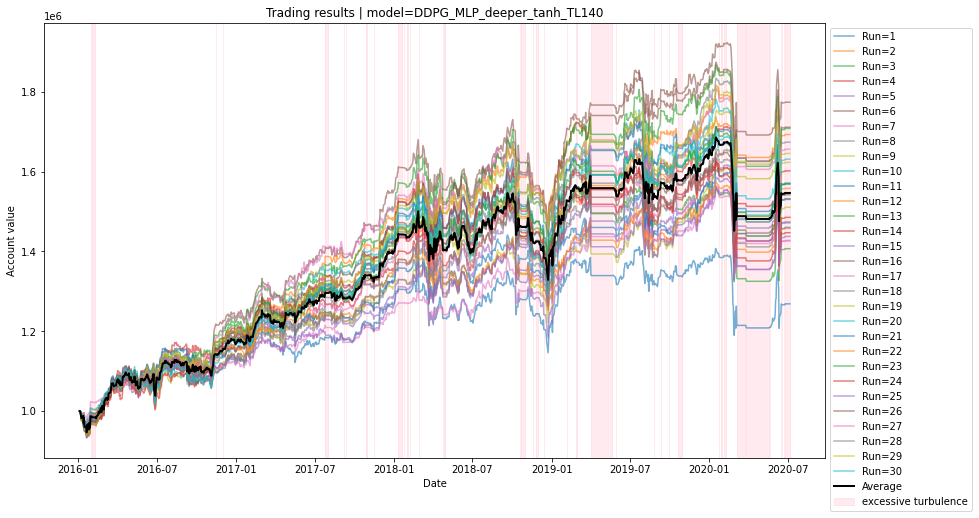 Trading results | model=DDPG_MLP_deeper_tanh_TL140
1e6
1.8
1.6
1.4
1.2
1.0
Account value
2016-01 2016-07 2017-01 2017-07 2018-01 2018-07 2019-01 2019-07 2020-01 2020-07
Date
Run=1
Run=2
Run=3
Run=4
Run=5
Run=6
Run=7
Run=8
Run=9
Run=10
Run=11
Run=12
Run=13
Run=14
Run=15
Run=16
Run=17
Run=18
Run=19
Run=20
Run=21
Run=22
Run=23
Run=24
Run=25
Run=26
Run=27
Run=28
Run=29
Run=30
Average
excessive turbulence